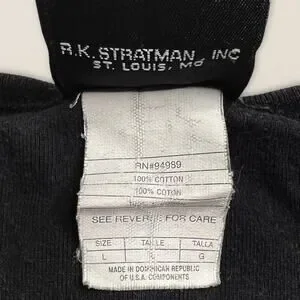 R.K. STRATMAN, INC
ST. LOUIS, MO
RN#94989
100% COTTON
100% COTON
SEE REVERSE FOR CARE
SIZE TAILLE TALLA
L G
MADE IN DOMINICAN REPUBLIC
OF U.S.A. COMPONENTS